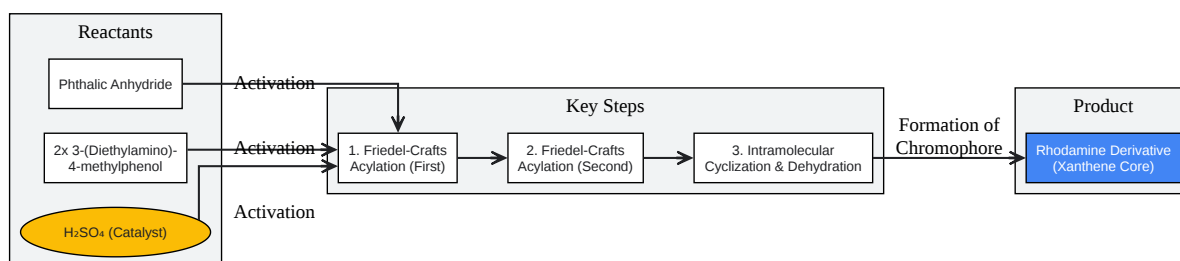 Reactants
Phthalic Anhydride
2x 3-(Diethylamino)-
4-methylphenol
H₂SO₄ (Catalyst)
Activation
Activation
Activation
Key Steps
1. Friedel-Crafts
Acylation (First)
2. Friedel-Crafts
Acylation (Second)
3. Intramolecular
Cyclization & Dehydration
Formation of
Chromophore
Product
Rhodamine Derivative
(Xanthene Core)